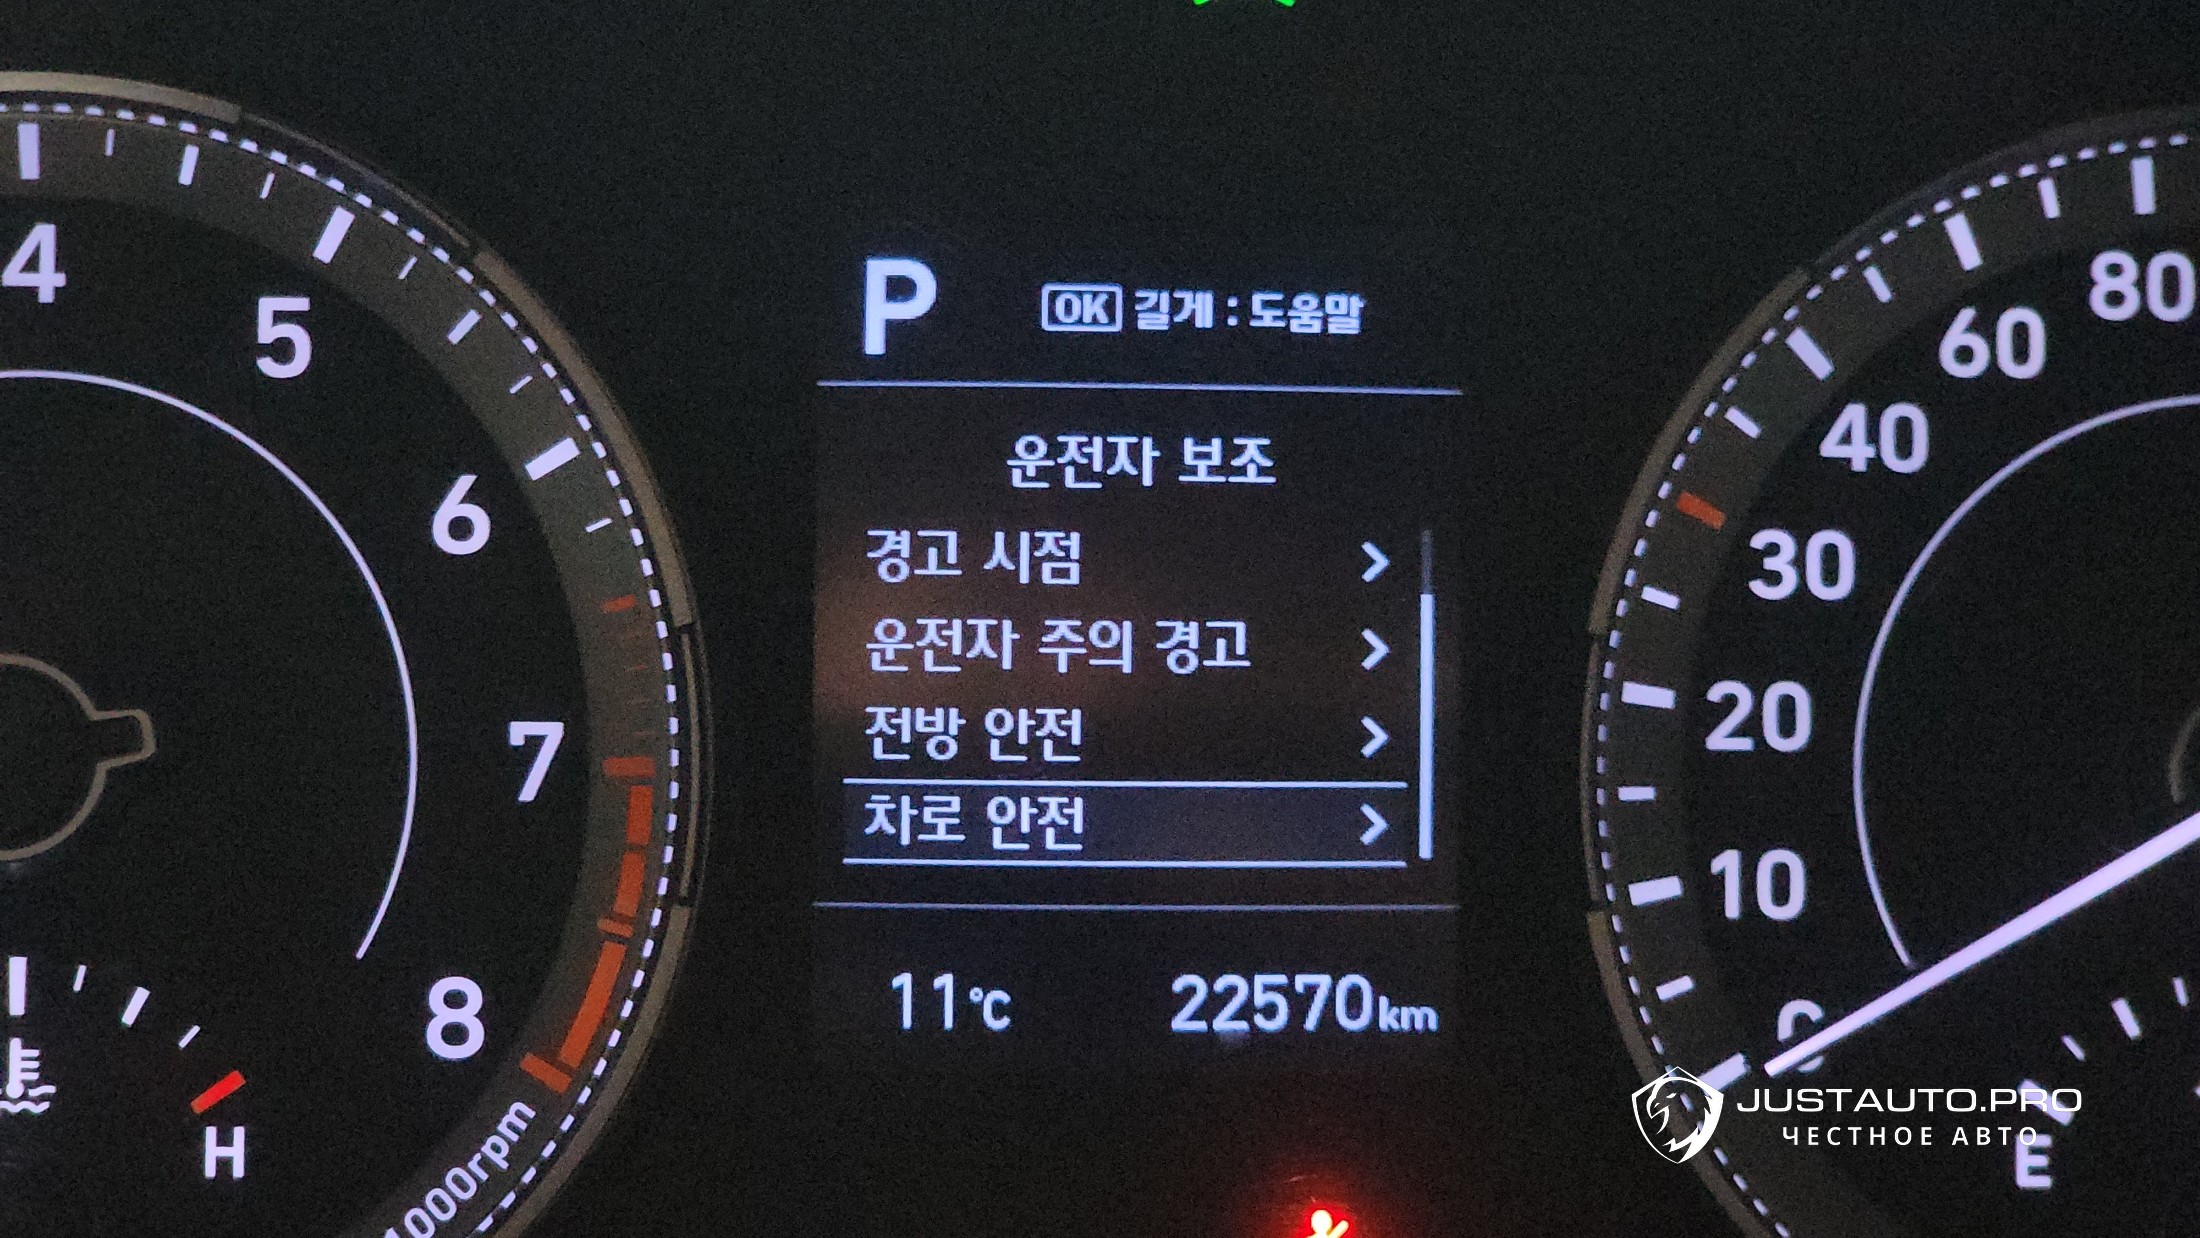 P
OK 길게 : 도움말
운전자 보조
경고 시점
운전자 주의 경고
전방 안전
차로 안전
11°C
22570km
4
5
6
7
8
1000rpm
H
80
60
40
30
20
10
0
E
JUSTAUTO.PRO
ЧЕСТНОЕ АВТО